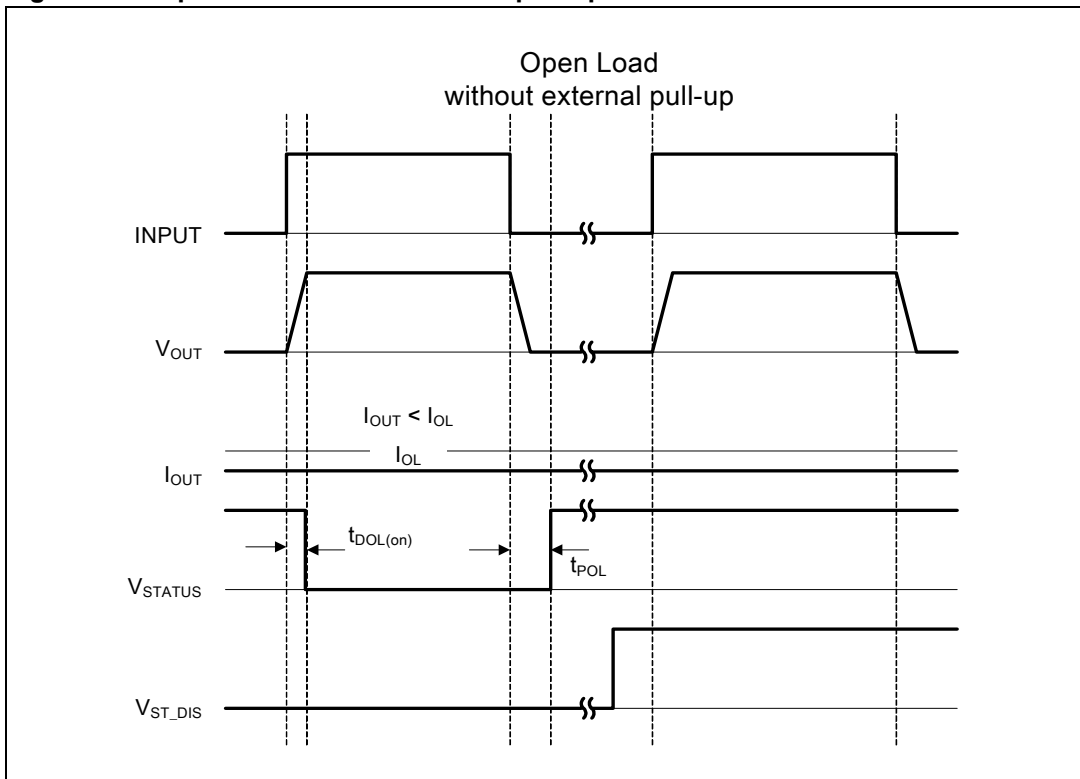 Open Load
without external pull-up
INPUT
V_OUT
I_OUT < I_OL
I_OL
I_OUT
t_DOL(on)
t_POL
V_STATUS
V_ST_DIS